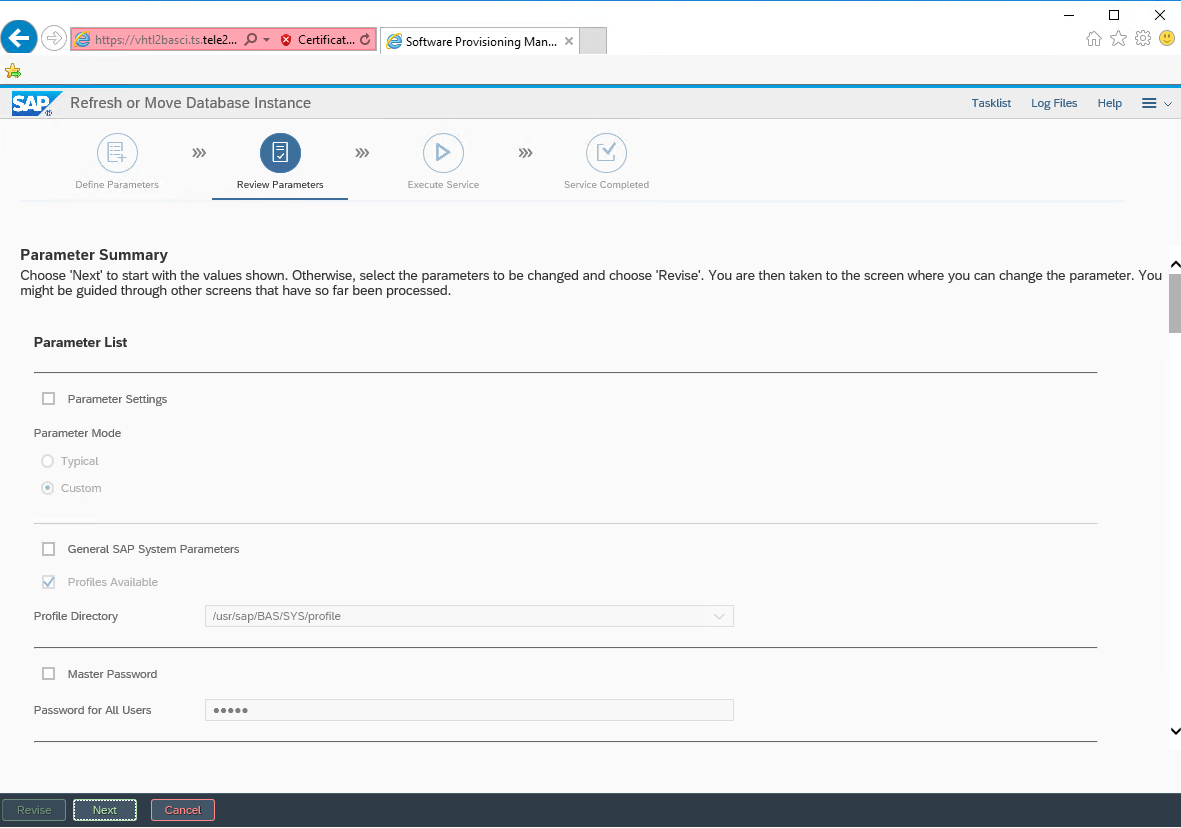 https://vhtl2basci.ts.tele2...
Certificat...
Software Provisioning Man...
SAP
Refresh or Move Database Instance
Tasklist
Log Files
Help
Define Parameters
Review Parameters
Execute Service
Service Completed
Parameter Summary
Choose 'Next' to start with the values shown. Otherwise, select the parameters to be changed and choose 'Revise'. You are then taken to the screen where you can change the parameter. You
might be guided through other screens that have so far been processed.
Parameter List
Parameter Settings
Parameter Mode
Typical
Custom
General SAP System Parameters
Profiles Available
Profile Directory
/usr/sap/BAS/SYS/profile
Master Password
Password for All Users
●●●●●
Revise
Next
Cancel